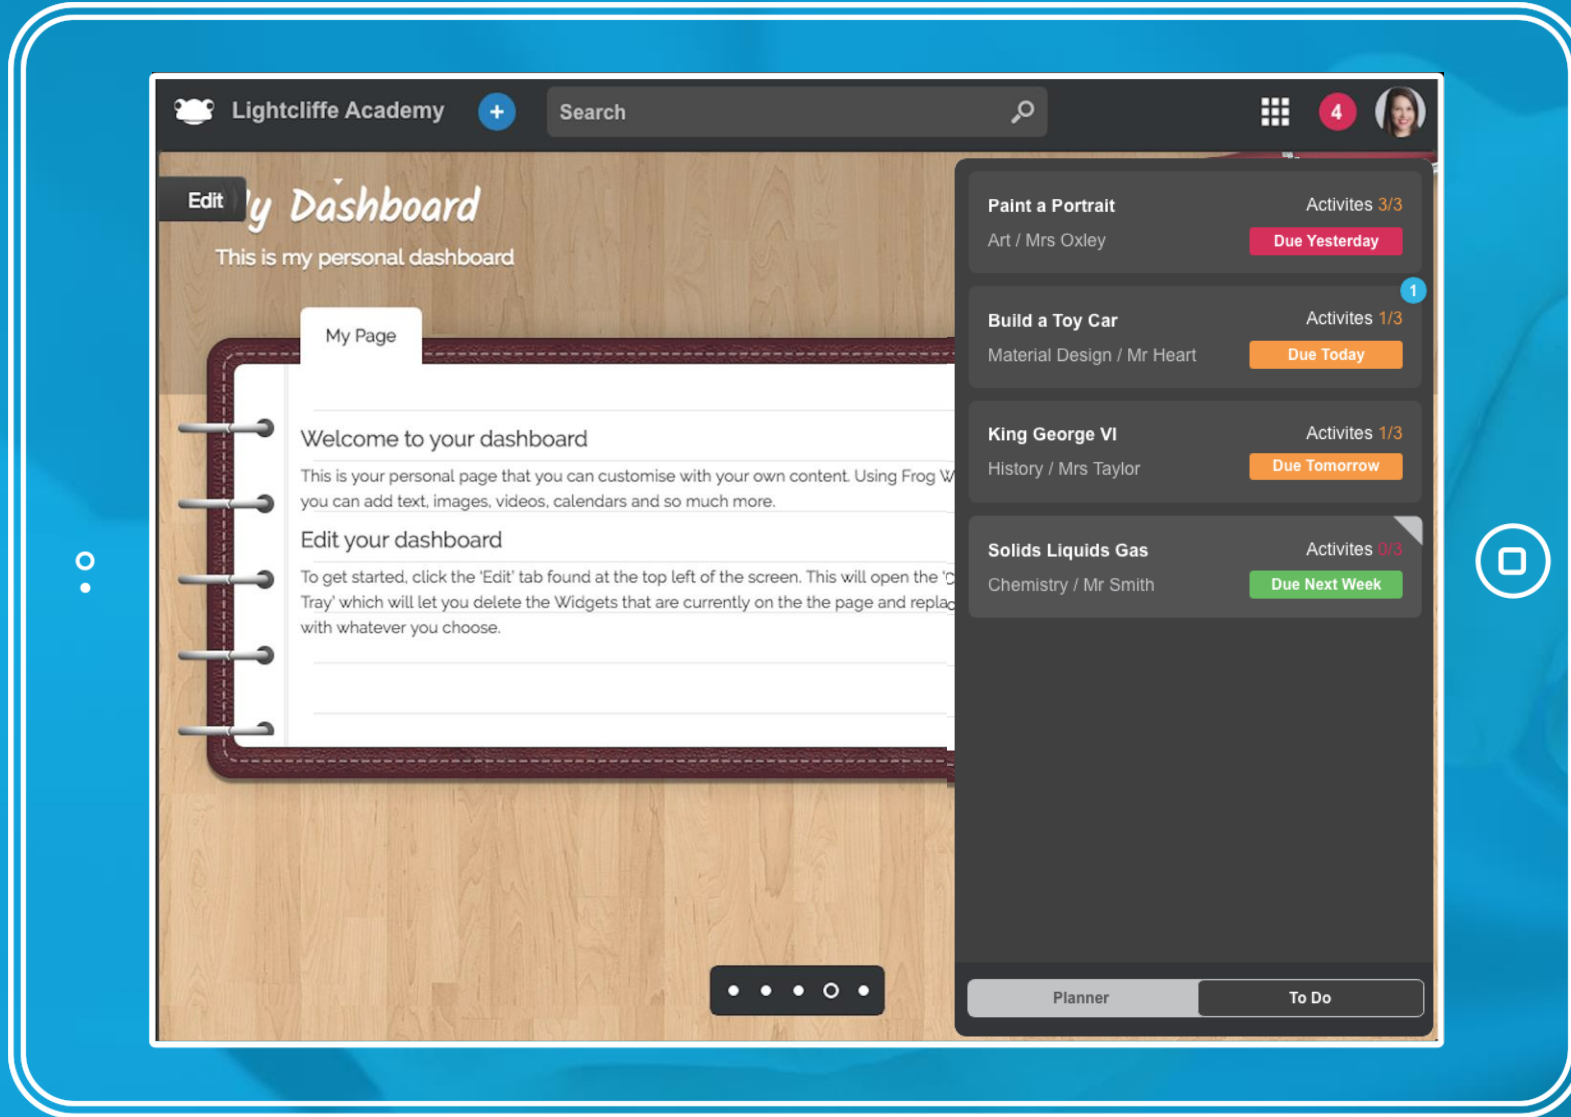 Lightcliffe Academy
+
Search
4
Edit
y Dashboard
This is my personal dashboard
My Page
Welcome to your dashboard
This is your personal page that you can customise with your own content. Using Frog W
you can add text, images, videos, calendars and so much more.
Edit your dashboard
To get started, click the 'Edit' tab found at the top left of the screen. This will open the
Tray' which will let you delete the Widgets that are currently on the the page and repla
with whatever you choose.
Paint a Portrait
Activites 3/3
Art / Mrs Oxley
Due Yesterday
1
Build a Toy Car
Activites 1/3
Material Design / Mr Heart
Due Today
King George VI
Activites 1/3
History / Mrs Taylor
Due Tomorrow
Solids Liquids Gas
Activites 0/3
Chemistry / Mr Smith
Due Next Week
Planner
To Do